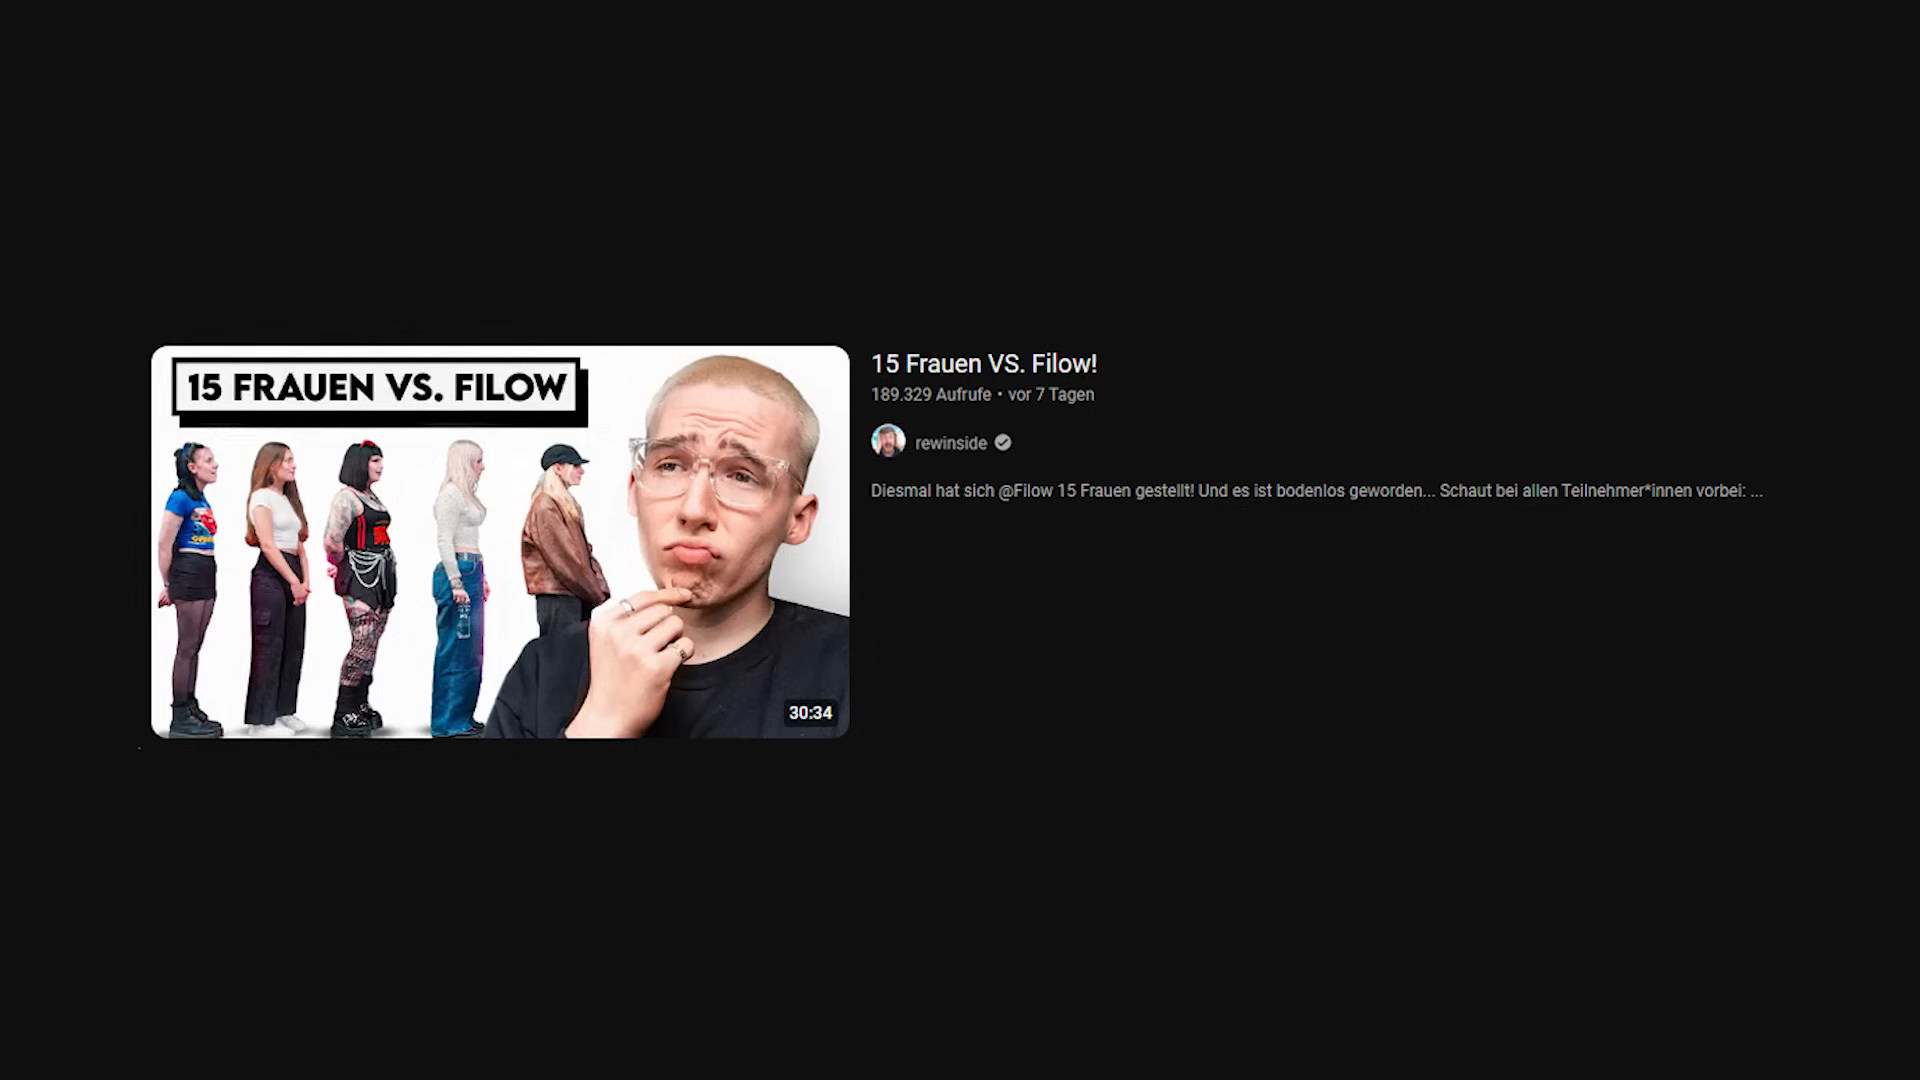 15 FRAUEN VS. FILOW
30:34
15 Frauen VS. Filow!
189.329 Aufrufe • vor 7 Tagen
rewinside
Diesmal hat sich @Filow 15 Frauen gestellt! Und es ist bodenlos geworden... Schaut bei allen Teilnehmer*innen vorbei: ...